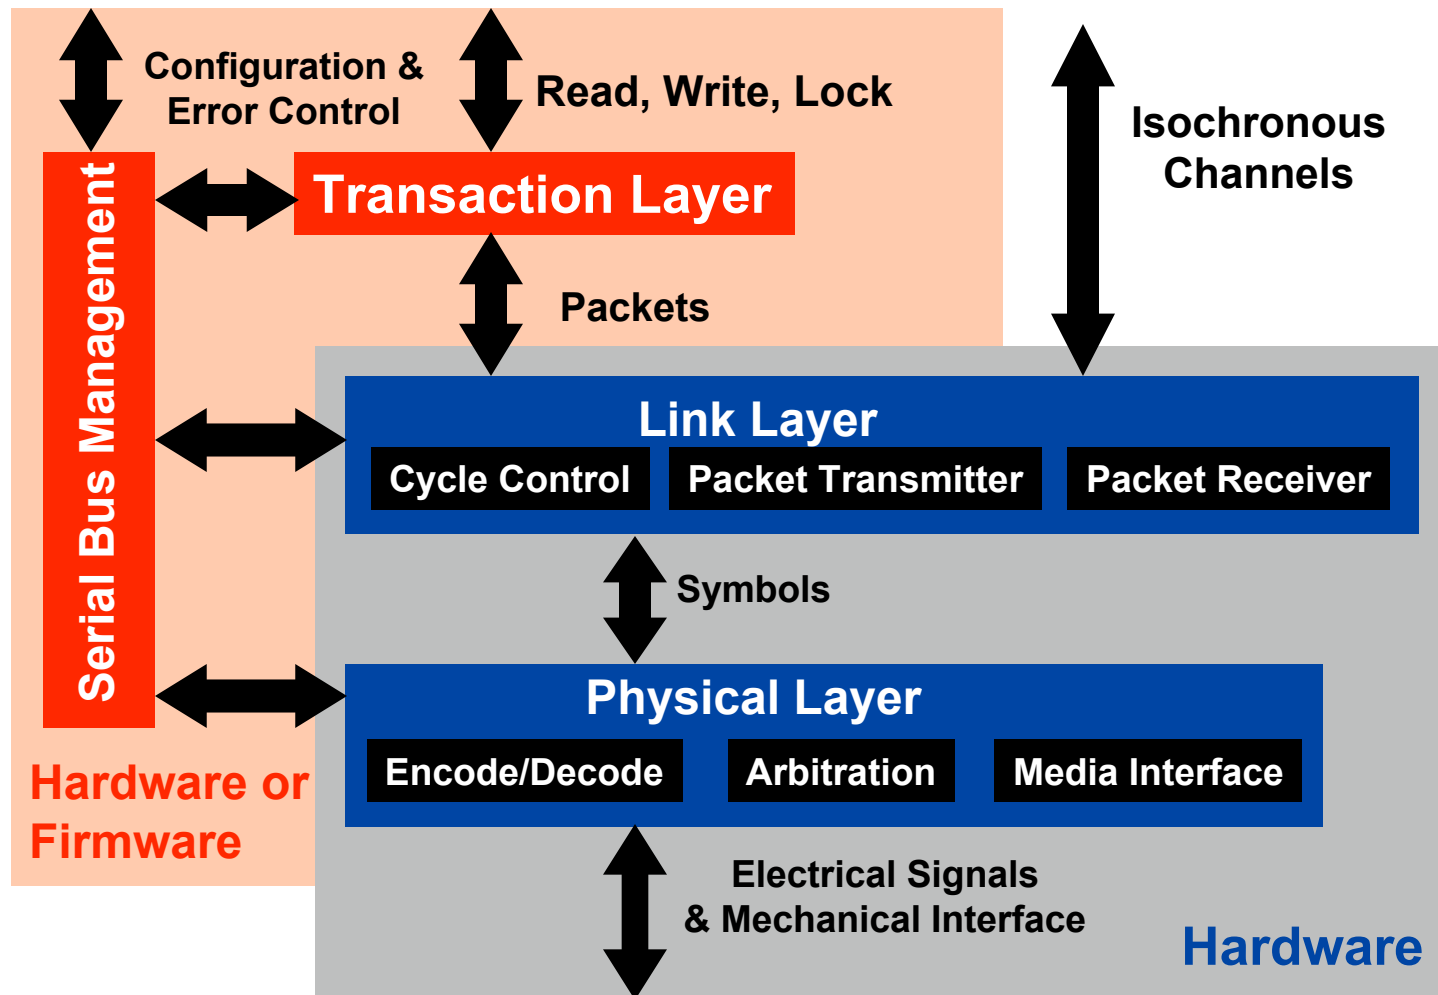 Configuration &
Error Control
Read, Write, Lock
Isochronous
Channels
Serial Bus Management
Transaction Layer
Packets
Link Layer
Cycle Control
Packet Transmitter
Packet Receiver
Symbols
Physical Layer
Encode/Decode
Arbitration
Media Interface
Hardware or
Firmware
Electrical Signals
& Mechanical Interface
Hardware